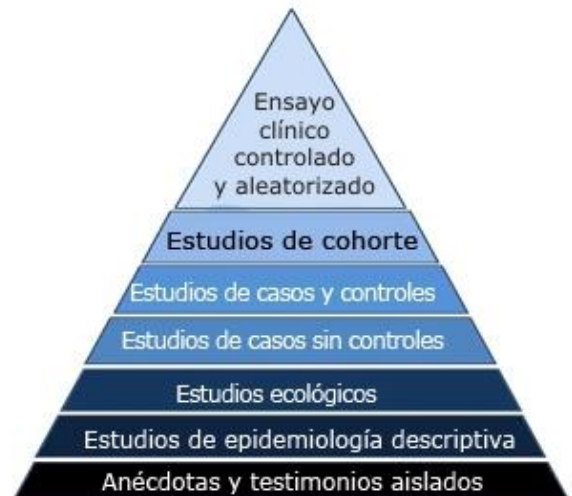 Ensayo
clínico
controlado
y aleatorizado
Estudios de cohorte
Estudios de casos y controles
Estudios de casos sin controles
Estudios ecológicos
Estudios de epidemiología descriptiva
Anécdotas y testimonios aislados